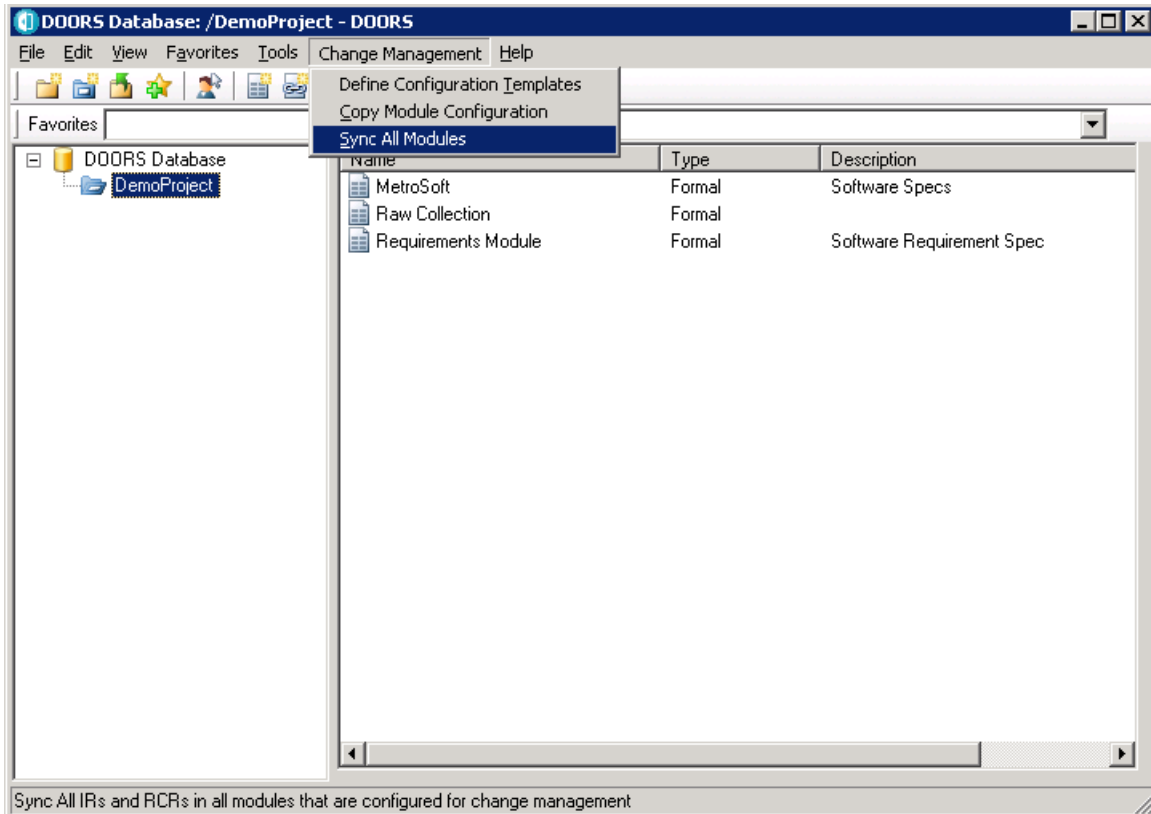 DOORS Database: /DemoProject - DOORS
File Edit View Favorites Tools Change Management Help
Define Configuration Templates
Copy Module Configuration
Sync All Modules
Favorites
DOORS Database
DemoProject
Name Type Description
MetroSoft Formal Software Specs
Raw Collection Formal
Requirements Module Formal Software Requirement Spec
Sync All IRs and RCRs in all modules that are configured for change management